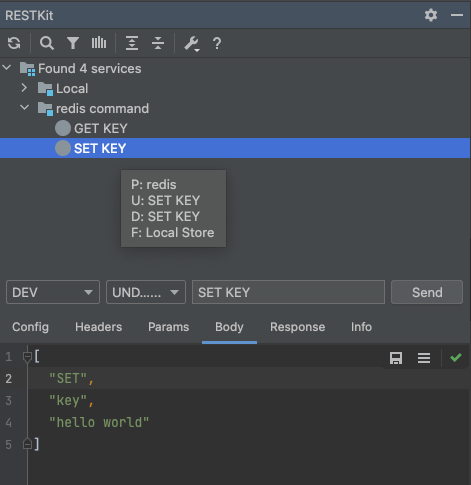 RESTKit
Found 4 services
Local
redis command
GET KEY
SET KEY
P: redis
U: SET KEY
D: SET KEY
F: Local Store
DEV UND...... SET KEY Send
Config Headers Params Body Response Info
1 [
2 "SET",
3 "key",
4 "hello world"
5 ]